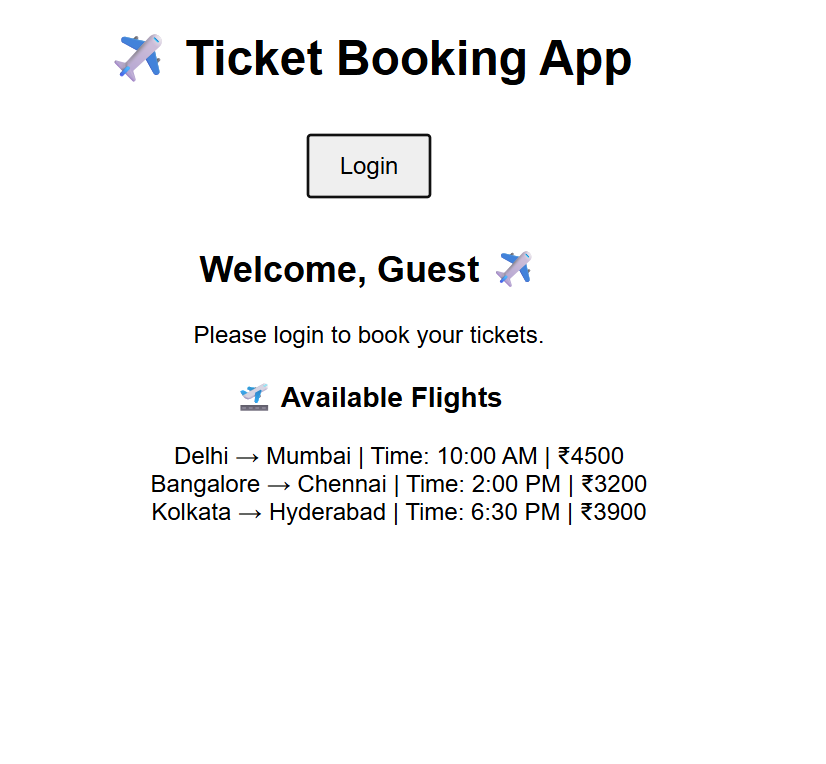 Ticket Booking App
Login
Welcome, Guest
Please login to book your tickets.
Available Flights
Delhi → Mumbai | Time: 10:00 AM | ₹4500
Bangalore → Chennai | Time: 2:00 PM | ₹3200
Kolkata → Hyderabad | Time: 6:30 PM | ₹3900